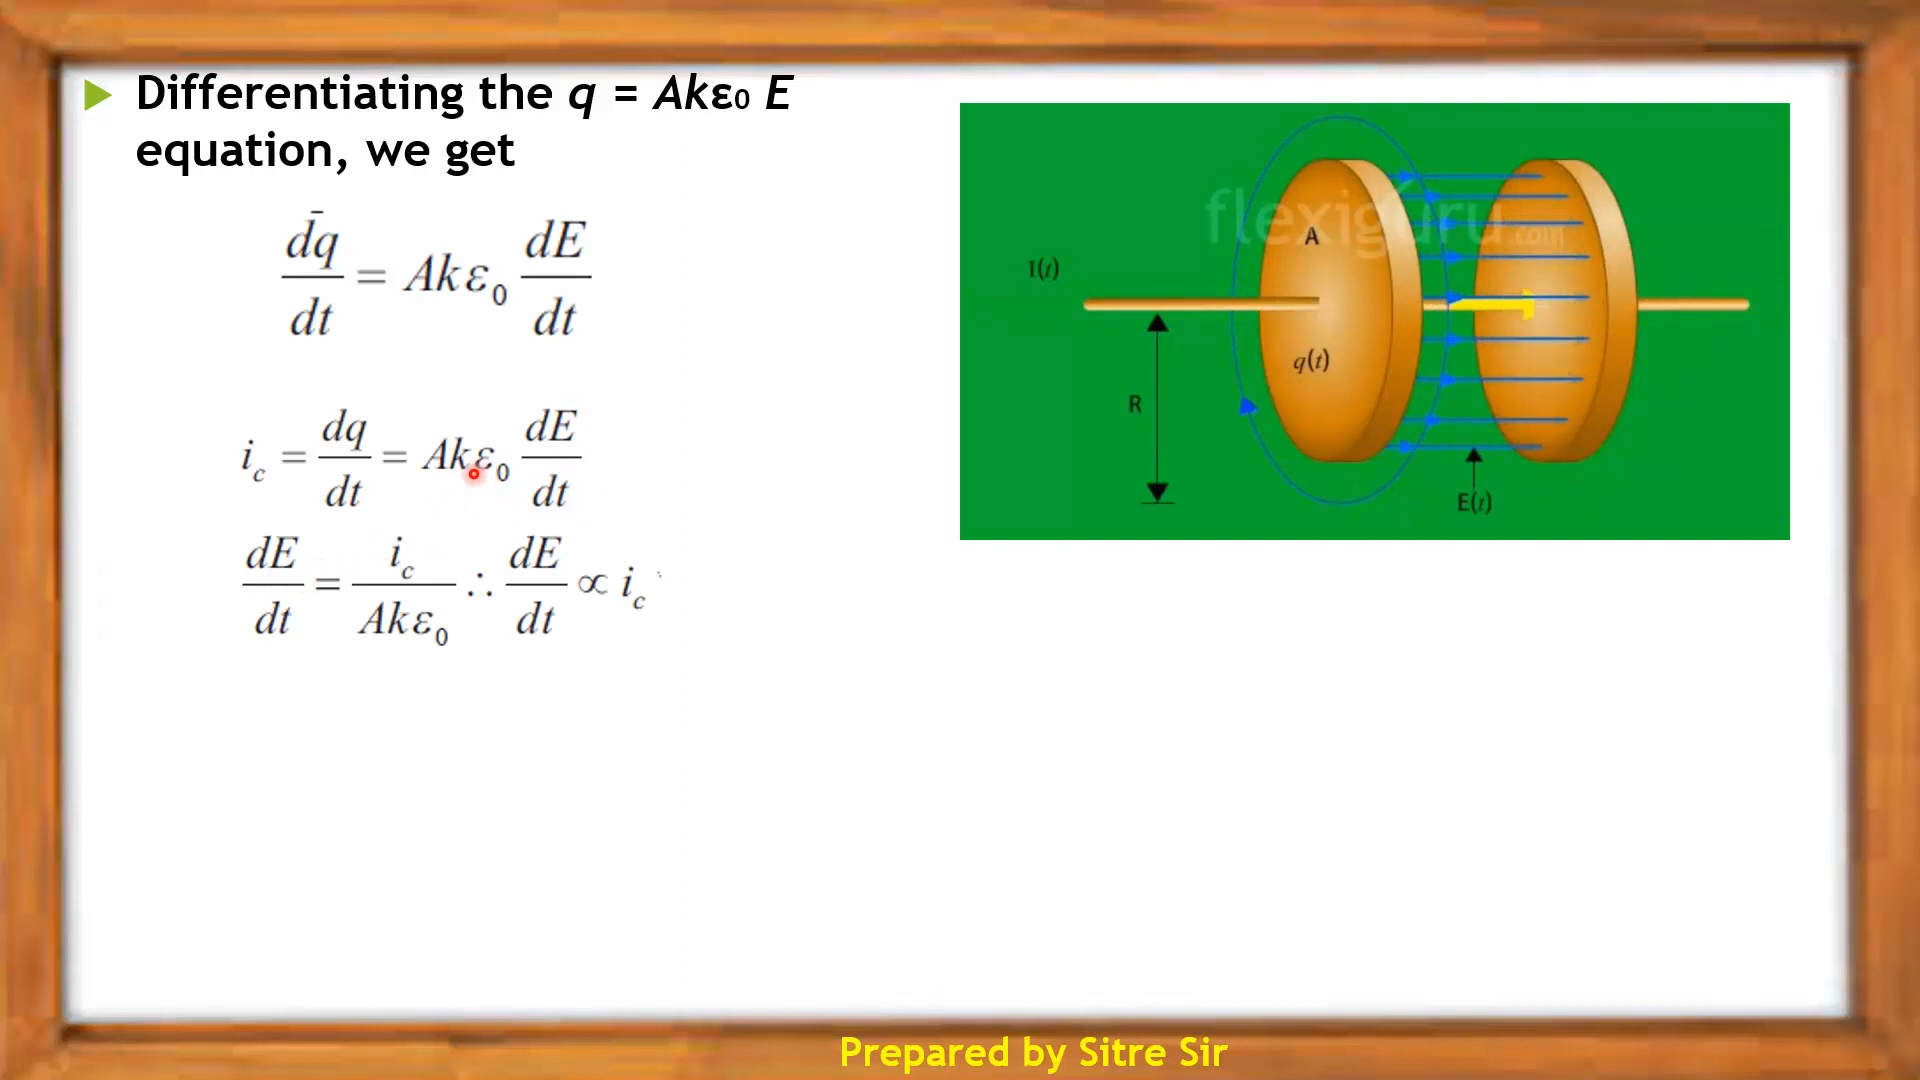 Differentiating the q = Akε₀ E
equation, we get
dq/dt = Akε₀ dE/dt
i_c = dq/dt = Akε₀ dE/dt
dE/dt = i_c/Akε₀ ∴ dE/dt ∝ i_c
flexiguru.com
A
I(t)
q(t)
R
E(t)
Prepared by Sitre Sir